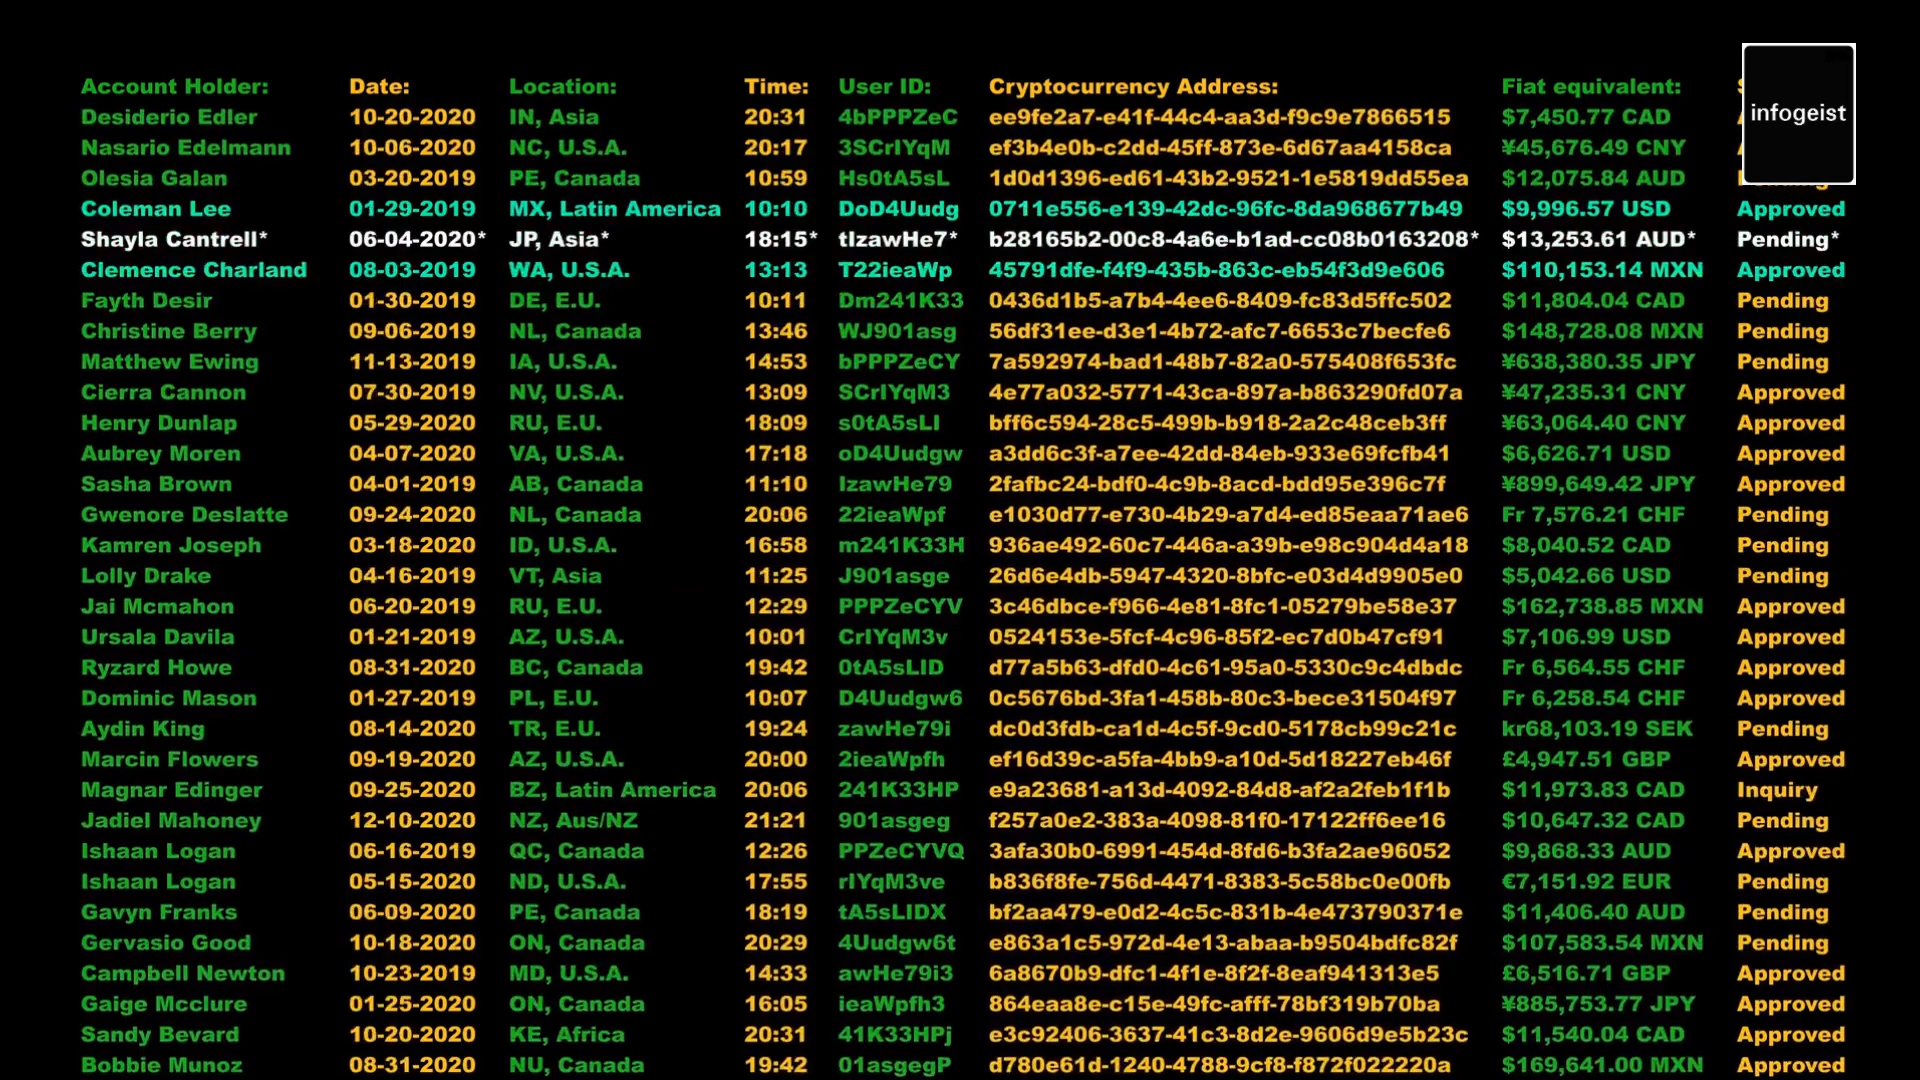 Account Holder: Date: Location: Time: User ID: Cryptocurrency Address: Fiat equivalent:
infogeist
Desiderio Edler 10-20-2020 IN, Asia 20:31 4bPPPZeC ee9fe2a7-e41f-44c4-aa3d-f9c9e7866515 $7,450.77 CAD
Nasario Edelmann 10-06-2020 NC, U.S.A. 20:17 3SCrIYqM ef3b4e0b-c2dd-45ff-873e-6d67aa4158ca ¥45,676.49 CNY
Olesia Galan 03-20-2019 PE, Canada 10:59 Hs0tA5sL 1d0d1396-ed61-43b2-9521-1e5819dd55ea $12,075.84 AUD Pending
Coleman Lee 01-29-2019 MX, Latin America 10:10 DoD4Uudg 0711e556-e139-42dc-96fc-8da968677b49 $9,996.57 USD Approved
Shayla Cantrell* 06-04-2020* JP, Asia* 18:15* tIzawHe7* b28165b2-00c8-4a6e-b1ad-cc08b0163208* $13,253.61 AUD* Pending*
Clemence Charland 08-03-2019 WA, U.S.A. 13:13 T22ieaWp 45791dfe-f4f9-435b-863c-eb54f3d9e606 $110,153.14 MXN Approved
Fayth Desir 01-30-2019 DE, E.U. 10:11 Dm241K33 0436d1b5-a7b4-4ee6-8409-fc83d5ffc502 $11,804.04 CAD Pending
Christine Berry 09-06-2019 NL, Canada 13:46 WJ901asg 56df31ee-d3e1-4b72-afc7-6653c7becfe6 $148,728.08 MXN Pending
Matthew Ewing 11-13-2019 IA, U.S.A. 14:53 bPPPZeCY 7a592974-bad1-48b7-82a0-575408f653fc ¥638,380.35 JPY Pending
Cierra Cannon 07-30-2019 NV, U.S.A. 13:09 SCrIYqM3 4e77a032-5771-43ca-897a-b863290fd07a ¥47,235.31 CNY Approved
Henry Dunlap 05-29-2020 RU, E.U. 18:09 s0tA5sLI bff6c594-28c5-499b-b918-2a2c48ceb3ff ¥63,064.40 CNY Approved
Aubrey Moren 04-07-2020 VA, U.S.A. 17:18 oD4Uudgw a3dd6c3f-a7ee-42dd-84eb-933e69fcfb41 $6,626.71 USD Approved
Sasha Brown 04-01-2019 AB, Canada 11:10 IzawHe79 2fafbc24-bdf0-4c9b-8acd-bdd95e396c7f ¥899,649.42 JPY Approved
Gwenore Deslatte 09-24-2020 NL, Canada 20:06 22ieaWpf e1030d77-e730-4b29-a7d4-ed85eaa71ae6 Fr 7,576.21 CHF Pending
Kamren Joseph 03-18-2020 ID, U.S.A. 16:58 m241K33H 936ae492-60c7-446a-a39b-e98c904d4a18 $8,040.52 CAD Pending
Lolly Drake 04-16-2019 VT, Asia 11:25 J901asge 26d6e4db-5947-4320-8bfc-e03d4d9905e0 $5,042.66 USD Pending
Jai Mcmahon 06-20-2019 RU, E.U. 12:29 PPPZeCYV 3c46dbce-f966-4e81-8fc1-05279be58e37 $162,738.85 MXN Approved
Ursala Davila 01-21-2019 AZ, U.S.A. 10:01 CrIYqM3v 0524153e-5fcf-4c96-85f2-ec7d0b47cf91 $7,106.99 USD Approved
Ryzard Howe 08-31-2020 BC, Canada 19:42 0tA5sLID d77a5b63-dfd0-4c61-95a0-5330c9c4dbdc Fr 6,564.55 CHF Approved
Dominic Mason 01-27-2019 PL, E.U. 10:07 D4Uudgw6 0c5676bd-3fa1-458b-80c3-bece31504f97 Fr 6,258.54 CHF Approved
Aydin King 08-14-2020 TR, E.U. 19:24 zawHe79i dc0d3fdb-ca1d-4c5f-9cd0-5178cb99c21c kr68,103.19 SEK Pending
Marcin Flowers 09-19-2020 AZ, U.S.A. 20:00 2ieaWpfh ef16d39c-a5fa-4bb9-a10d-5d18227eb46f £4,947.51 GBP Approved
Magnar Edinger 09-25-2020 BZ, Latin America 20:06 241K33HP e9a23681-a13d-4092-84d8-af2a2feb1f1b $11,973.83 CAD Inquiry
Jadiel Mahoney 12-10-2020 NZ, Aus/NZ 21:21 901asgeg f257a0e2-383a-4098-81f0-17122ff6ee16 $10,647.32 CAD Pending
Ishaan Logan 06-16-2019 QC, Canada 12:26 PPZeCYVQ 3afa30b0-6991-454d-8fd6-b3fa2ae96052 $9,868.33 AUD Approved
Ishaan Logan 05-15-2020 ND, U.S.A. 17:55 rIYqM3ve b836f8fe-756d-4471-8383-5c58bc0e00fb €7,151.92 EUR Pending
Gavyn Franks 06-09-2020 PE, Canada 18:19 tA5sLIDX bf2aa479-e0d2-4c5c-831b-4e473790371e $11,406.40 AUD Pending
Gervasio Good 10-18-2020 ON, Canada 20:29 4Uudgw6t e863a1c5-972d-4e13-abaa-b9504bdfc82f $107,583.54 MXN Pending
Campbell Newton 10-23-2019 MD, U.S.A. 14:33 awHe79i3 6a8670b9-dfc1-4f1e-8f2f-8eaf941313e5 £6,516.71 GBP Approved
Gaige Mcclure 01-25-2020 ON, Canada 16:05 ieaWpfh3 864eaa8e-c15e-49fc-afff-78bf319b70ba ¥885,753.77 JPY Approved
Sandy Bevard 10-20-2020 KE, Africa 20:31 41K33HPj e3c92406-3637-41c3-8d2e-9606d9e5b23c $11,540.04 CAD Approved
Bobbie Munoz 08-31-2020 NU, Canada 19:42 01asgegP d780e61d-1240-4788-9cf8-f872f022220a $169,641.00 MXN Approved